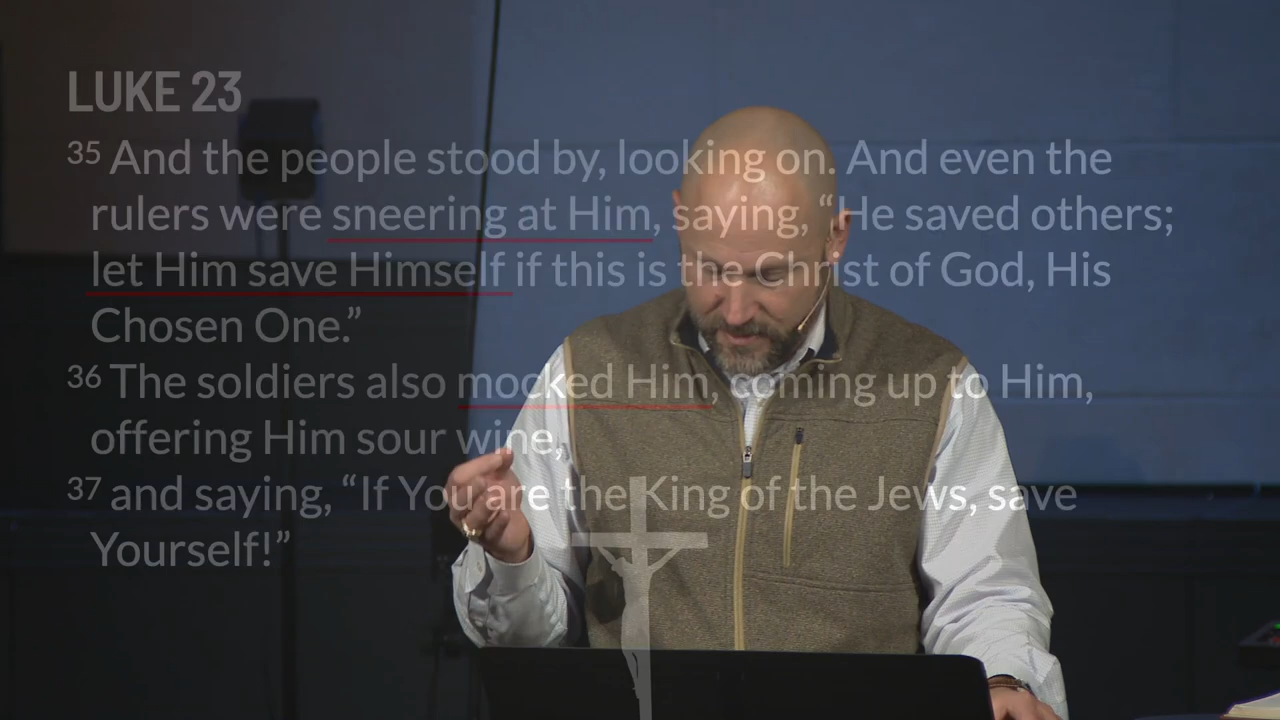 LUKE 23
35 And the people stood by, looking on. And even the
rulers were sneering at Him, saying, “He saved others;
let Him save Himself if this is the Christ of God, His
Chosen One.”
36 The soldiers also mocked Him, coming up to Him,
offering Him sour wine,
37 and saying, “If You are the King of the Jews, save
Yourself!”